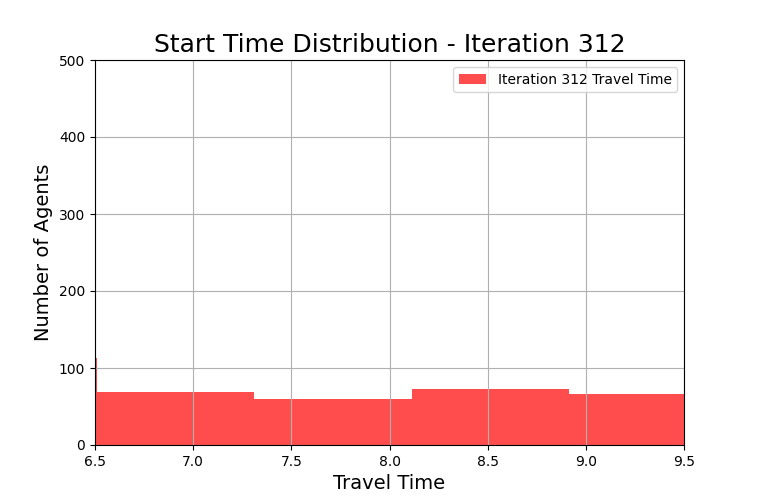 Start Time Distribution - Iteration 312
Iteration 312 Travel Time
Number of Agents
500
400
300
200
100
0
6.5 7.0 7.5 8.0 8.5 9.0 9.5
Travel Time